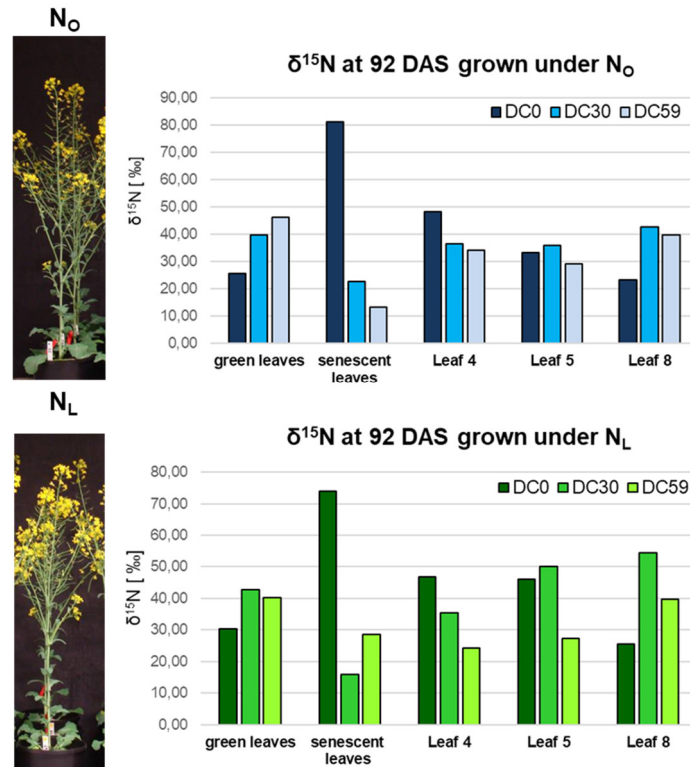 N_O
δ¹⁵N at 92 DAS grown under N_O
DC0 DC30 DC59
δ¹⁵N [ ‰]
90,00
80,00
70,00
60,00
50,00
40,00
30,00
20,00
10,00
0,00
green leaves senescent leaves Leaf 4 Leaf 5 Leaf 8
N_L
δ¹⁵N at 92 DAS grown under N_L
DC0 DC30 DC59
δ¹⁵N [ ‰]
80,00
70,00
60,00
50,00
40,00
30,00
20,00
10,00
0,00
green leaves senescent leaves Leaf 4 Leaf 5 Leaf 8